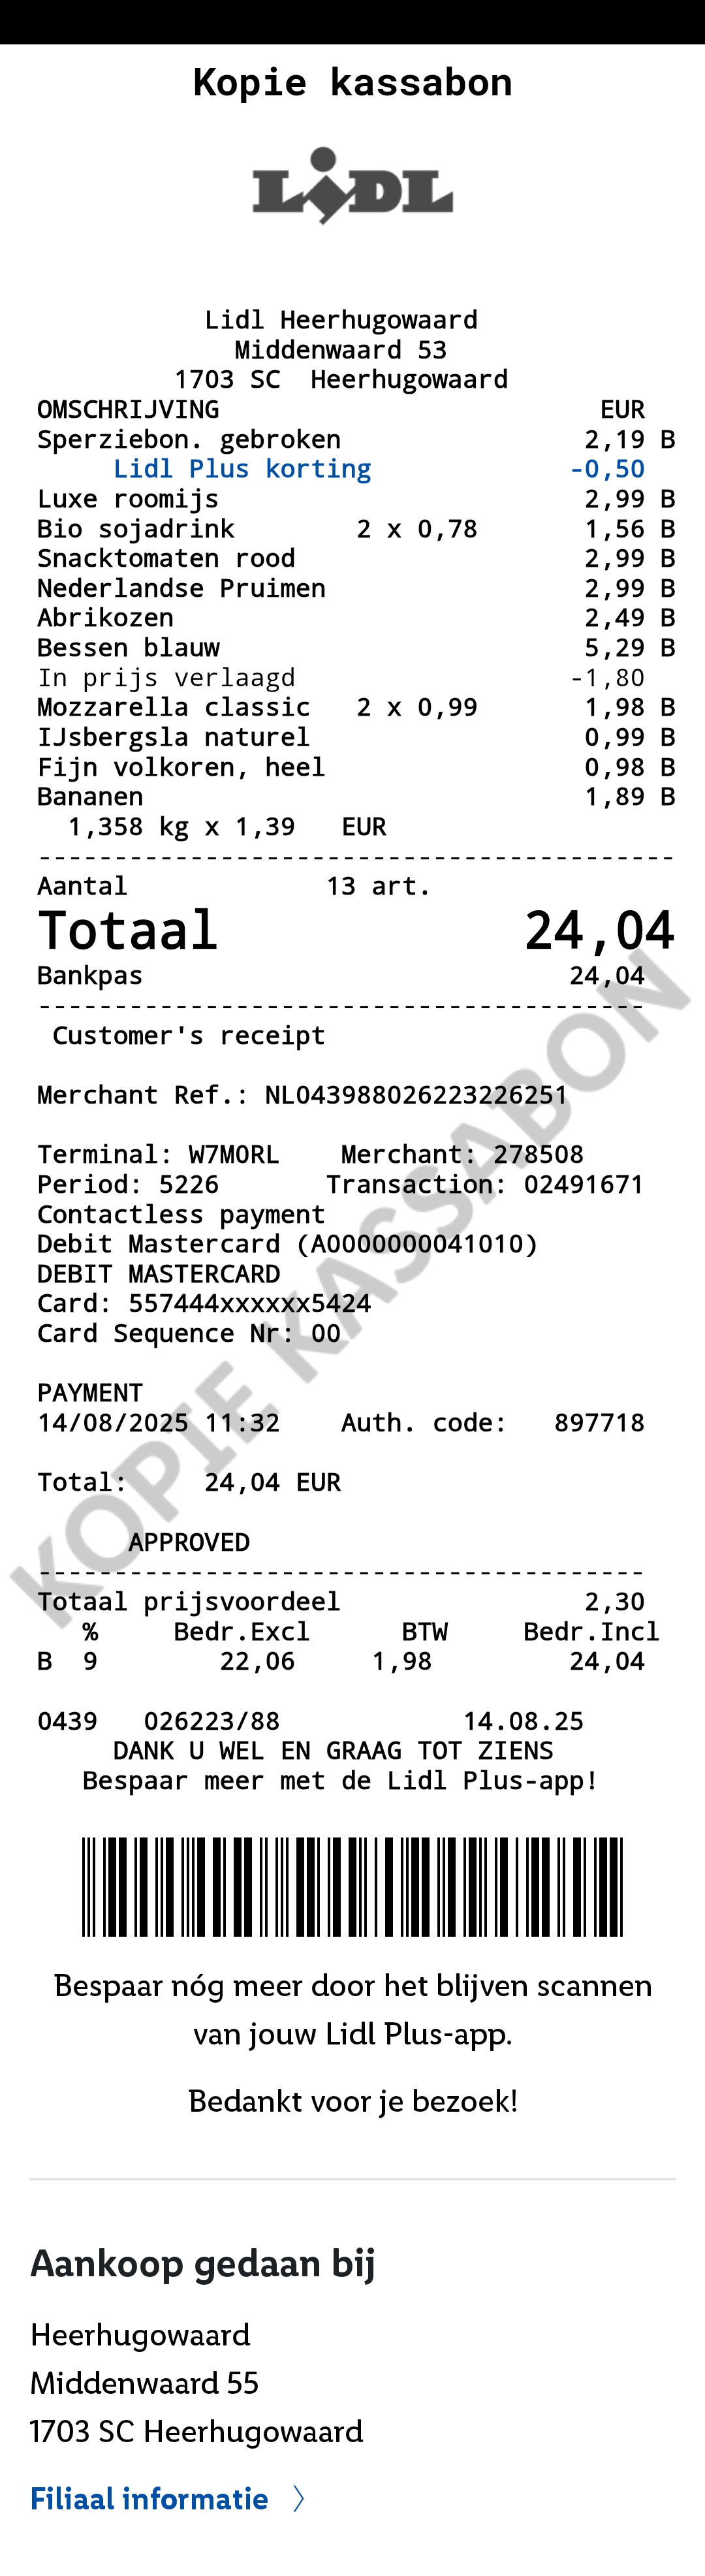 Kopie kassabon
LIDL
Lidl Heerhugowaard
Middenwaard 53
1703 SC  Heerhugowaard
OMSCHRIJVING EUR
Sperziebon. gebroken 2,19 B
Lidl Plus korting -0,50
Luxe roomijs 2,99 B
Bio sojadrink 2 x 0,78 1,56 B
Snacktomaten rood 2,99 B
Nederlandse Pruimen 2,99 B
Abrikozen 2,49 B
Bessen blauw 5,29 B
In prijs verlaagd -1,80
Mozzarella classic 2 x 0,99 1,98 B
IJsbergsla naturel 0,99 B
Fijn volkoren, heel 0,98 B
Bananen 1,89 B
1,358 kg x 1,39 EUR
------------------------------------------
Aantal 13 art.
Totaal 24,04
Bankpas 24,04
----------------------------------------
Customer's receipt
Merchant Ref.: NL043988026223226251
Terminal: W7M0RL Merchant: 278508
Period: 5226 Transaction: 02491671
Contactless payment
Debit Mastercard (A0000000041010)
DEBIT MASTERCARD
Card: 557444xxxxxx5424
Card Sequence Nr: 00
PAYMENT
14/08/2025 11:32 Auth. code: 897718
Total: 24,04 EUR
APPROVED
----------------------------------------
Totaal prijsvoordeel 2,30
% Bedr.Excl BTW Bedr.Incl
B 9 22,06 1,98 24,04
0439 026223/88 14.08.25
DANK U WEL EN GRAAG TOT ZIENS
Bespaar meer met de Lidl Plus-app!
KOPIE KASSABON
Bespaar nóg meer door het blijven scannen
van jouw Lidl Plus-app.
Bedankt voor je bezoek!
Aankoop gedaan bij
Heerhugowaard
Middenwaard 55
1703 SC Heerhugowaard
Filiaal informatie